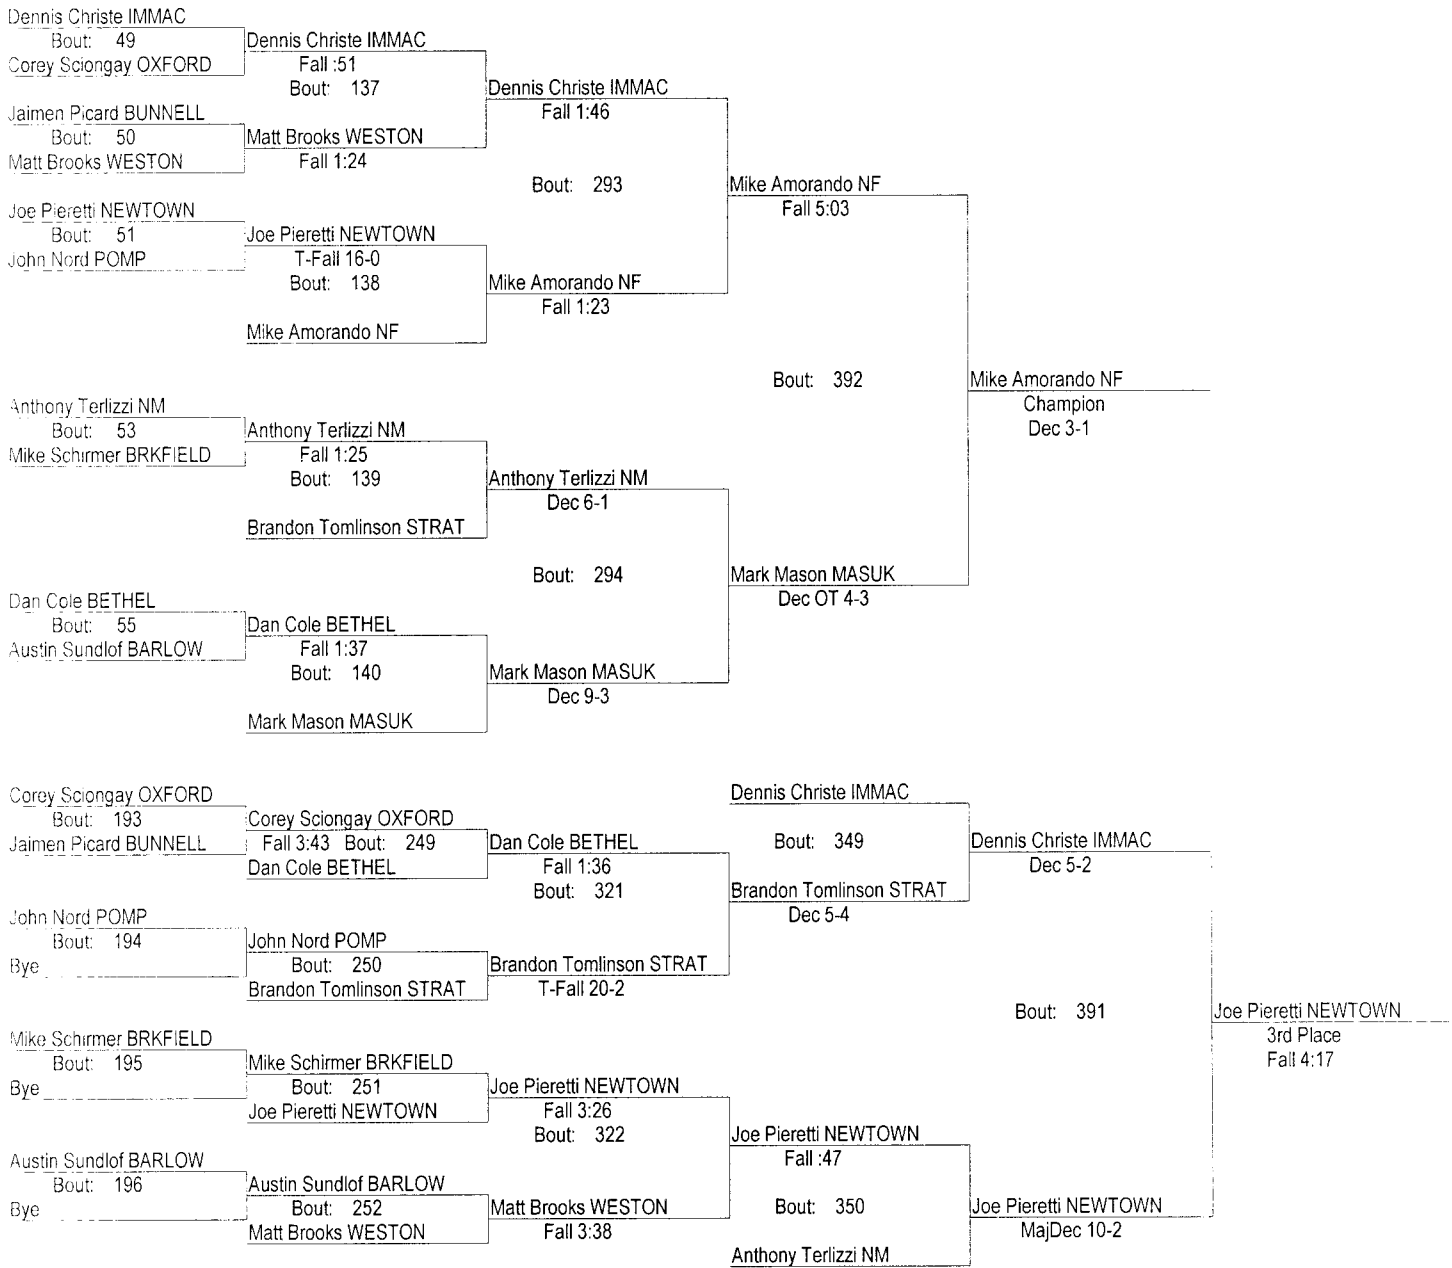 Dennis Christe IMMAC
Bout: 49
Corey Sciongay OXFORD
Dennis Christe IMMAC
Fall :51
Bout: 137
Jaimen Picard BUNNELL
Bout: 50
Matt Brooks WESTON
Matt Brooks WESTON
Fall 1:24
Dennis Christe IMMAC
Fall 1:46
Bout: 293
Joe Pieretti NEWTOWN
Bout: 51
John Nord POMP
Joe Pieretti NEWTOWN
T-Fall 16-0
Bout: 138
Mike Amorando NF
Mike Amorando NF
Fall 1:23
Mike Amorando NF
Fall 5:03
Bout: 392
Mike Amorando NF
Champion
Dec 3-1
Anthony Terlizzi NM
Bout: 53
Mike Schirmer BRKFIELD
Anthony Terlizzi NM
Fall 1:25
Bout: 139
Brandon Tomlinson STRAT
Anthony Terlizzi NM
Dec 6-1
Bout: 294
Mark Mason MASUK
Dec OT 4-3
Dan Cole BETHEL
Bout: 55
Austin Sundlof BARLOW
Dan Cole BETHEL
Fall 1:37
Bout: 140
Mark Mason MASUK
Mark Mason MASUK
Dec 9-3
Corey Sciongay OXFORD
Bout: 193
Jaimen Picard BUNNELL
Corey Sciongay OXFORD
Fall 3:43 Bout: 249
Dan Cole BETHEL
Dan Cole BETHEL
Fall 1:36
Bout: 321
John Nord POMP
Bout: 194
Bye
John Nord POMP
Bout: 250
Brandon Tomlinson STRAT
Brandon Tomlinson STRAT
T-Fall 20-2
Dennis Christe IMMAC
Bout: 349
Brandon Tomlinson STRAT
Dec 5-4
Dennis Christe IMMAC
Dec 5-2
Bout: 391
Joe Pieretti NEWTOWN
3rd Place
Fall 4:17
Mike Schirmer BRKFIELD
Bout: 195
Bye
Mike Schirmer BRKFIELD
Bout: 251
Joe Pieretti NEWTOWN
Joe Pieretti NEWTOWN
Fall 3:26
Bout: 322
Austin Sundlof BARLOW
Bout: 196
Bye
Austin Sundlof BARLOW
Bout: 252
Matt Brooks WESTON
Matt Brooks WESTON
Fall 3:38
Joe Pieretti NEWTOWN
Fall :47
Bout: 350
Anthony Terlizzi NM
Joe Pieretti NEWTOWN
MajDec 10-2